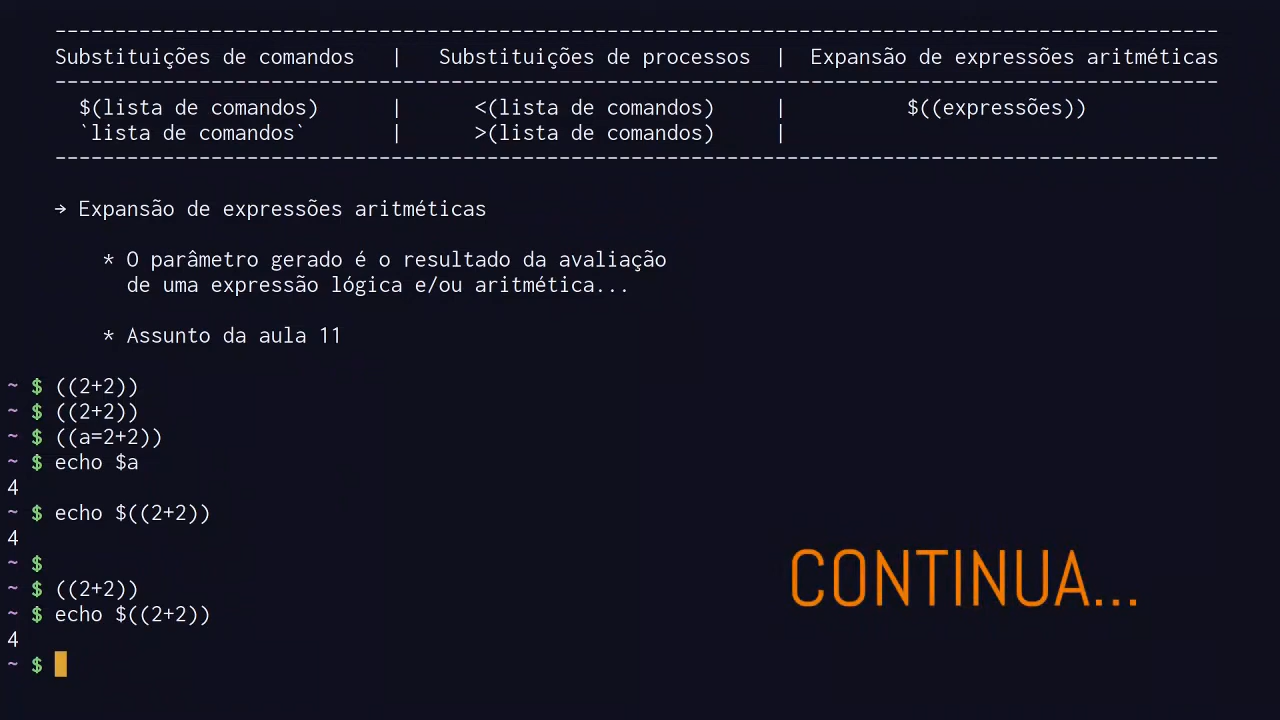 ---------------------------------------------------------------------------------
Substituições de comandos | Substituições de processos | Expansão de expressões aritméticas
---------------------------------------------------------------------------------
$(lista de comandos) | <(lista de comandos) | $((expressões))
`lista de comandos` | >(lista de comandos) |
---------------------------------------------------------------------------------
→ Expansão de expressões aritméticas
* O parâmetro gerado é o resultado da avaliação
de uma expressão lógica e/ou aritmética...
* Assunto da aula 11
~ $ ((2+2))
~ $ ((2+2))
~ $ ((a=2+2))
~ $ echo $a
4
~ $ echo $((2+2))
4
~ $
~ $ ((2+2))
~ $ echo $((2+2))
4
~ $
CONTINUA...